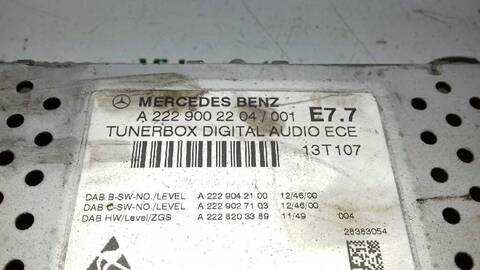 MERCEDES BENZ
A 222 900 22 04 / 001 E7.7
TUNERBOX DIGITAL AUDIO ECE
13T107
DAB B-SW-NO./LEVEL A 222 904 21 00 12/46/00
DAB C-SW-NO./LEVEL A 222 902 71 03 12/46/00
DAB HW/Level/ZGS A 222 820 33 89 11/49 004
28383054